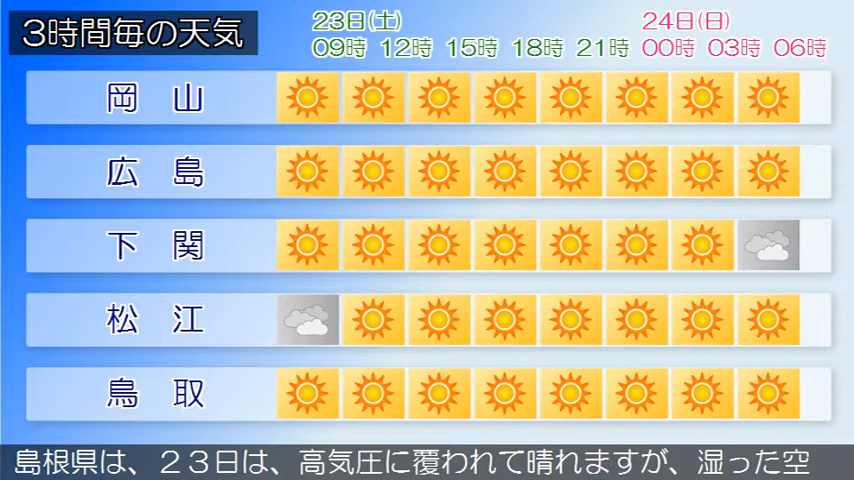 3時間毎の天気
23日(土) 24日(日)
09時 12時 15時 18時 21時 00時 03時 06時
岡 山
広 島
下 関
松 江
鳥 取
島根県は、２３日は、高気圧に覆われて晴れますが、湿った空